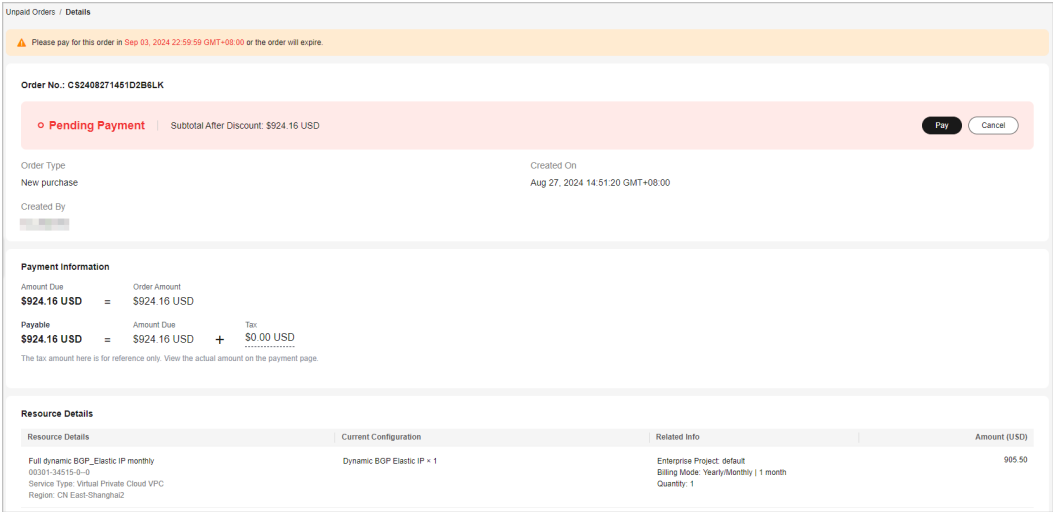 Unpaid Orders / Details
Please pay for this order in Sep 03, 2024 22:59:59 GMT+08:00 or the order will expire.
Order No.: CS2408271451D2B6LK
Pending Payment Subtotal After Discount: $924.16 USD Pay Cancel
Order Type Created On
New purchase Aug 27, 2024 14:51:20 GMT+08:00
Created By
Payment Information
Amount Due Order Amount
$924.16 USD = $924.16 USD
Payable Amount Due Tax
$924.16 USD = $924.16 USD + $0.00 USD
The tax amount here is for reference only. View the actual amount on the payment page.
Resource Details
Resource Details Current Configuration Related Info Amount (USD)
Full dynamic BGP_Elastic IP monthly Dynamic BGP Elastic IP × 1 Enterprise Project: default 905.50
00301-34515-0--0 Billing Mode: Yearly/Monthly | 1 month
Service Type: Virtual Private Cloud VPC Quantity: 1
Region: CN East-Shanghai2